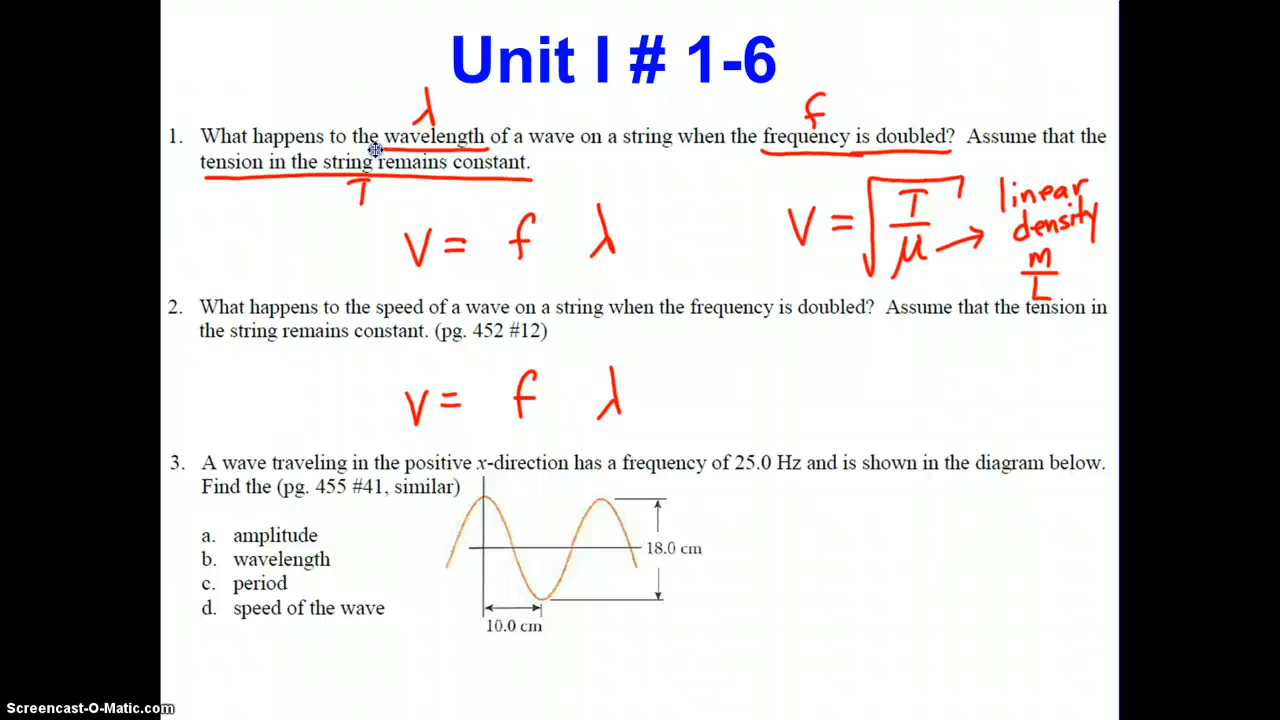 Unit I # 1-6
λ
f
1. What happens to the wavelength of a wave on a string when the frequency is doubled? Assume that the
tension in the string remains constant.
T
v = f λ
v = √T/μ → linear density m/L
2. What happens to the speed of a wave on a string when the frequency is doubled? Assume that the tension in
the string remains constant. (pg. 452 #12)
v = f λ
3. A wave traveling in the positive x-direction has a frequency of 25.0 Hz and is shown in the diagram below.
Find the (pg. 455 #41, similar)
a. amplitude
b. wavelength
c. period
d. speed of the wave
18.0 cm
10.0 cm
Screencast-O-Matic.com